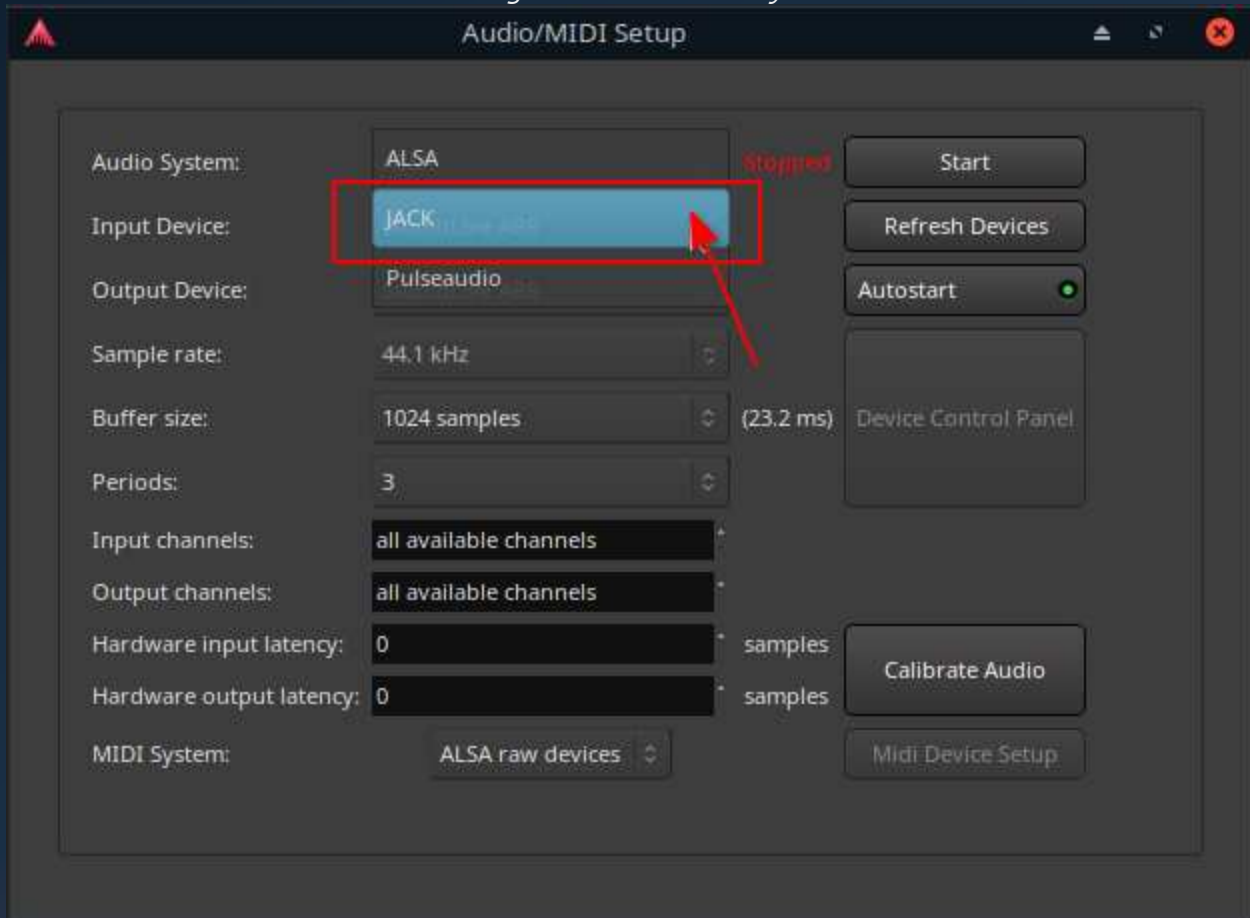 Audio/MIDI Setup
Audio System:
ALSA
Stopped
Start
Input Device:
JACK
Refresh Devices
Output Device:
Pulseaudio
Autostart
Sample rate:
44.1 kHz
Buffer size:
1024 samples
(23.2 ms)
Device Control Panel
Periods:
3
Input channels:
all available channels
Output channels:
all available channels
Hardware input latency:
0
samples
Calibrate Audio
Hardware output latency:
0
samples
MIDI System:
ALSA raw devices
Midi Device Setup